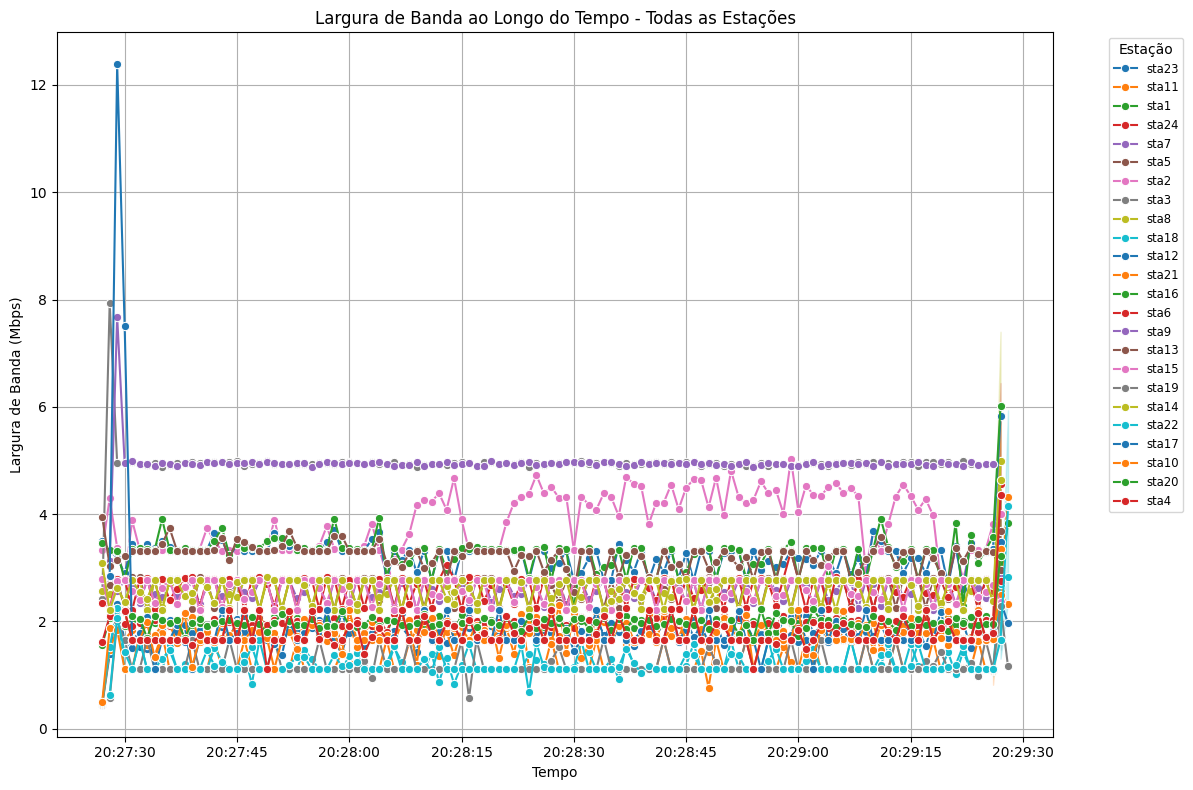 Largura de Banda ao Longo do Tempo - Todas as Estações
Largura de Banda (Mbps)
12
10
8
6
4
2
0
20:27:30
20:27:45
20:28:00
20:28:15
20:28:30
20:28:45
20:29:00
20:29:15
20:29:30
Tempo
Estação
sta23
sta11
sta1
sta24
sta7
sta5
sta2
sta3
sta8
sta18
sta12
sta21
sta16
sta6
sta9
sta13
sta15
sta19
sta14
sta22
sta17
sta10
sta20
sta4